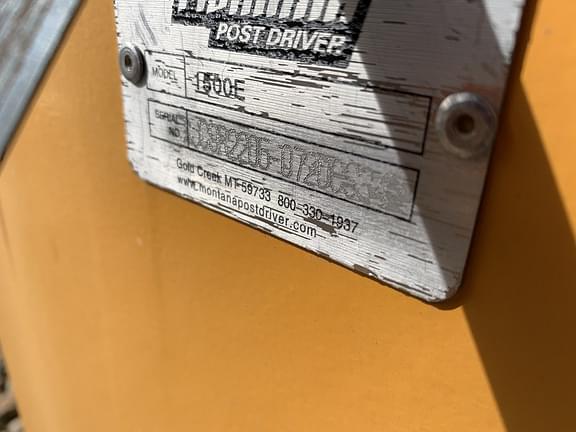 POST DRIVER
MODEL 1500E
SERIAL
NO.
Gold Creek MT 59733 800-330-1937
www.montanapostdriver.com